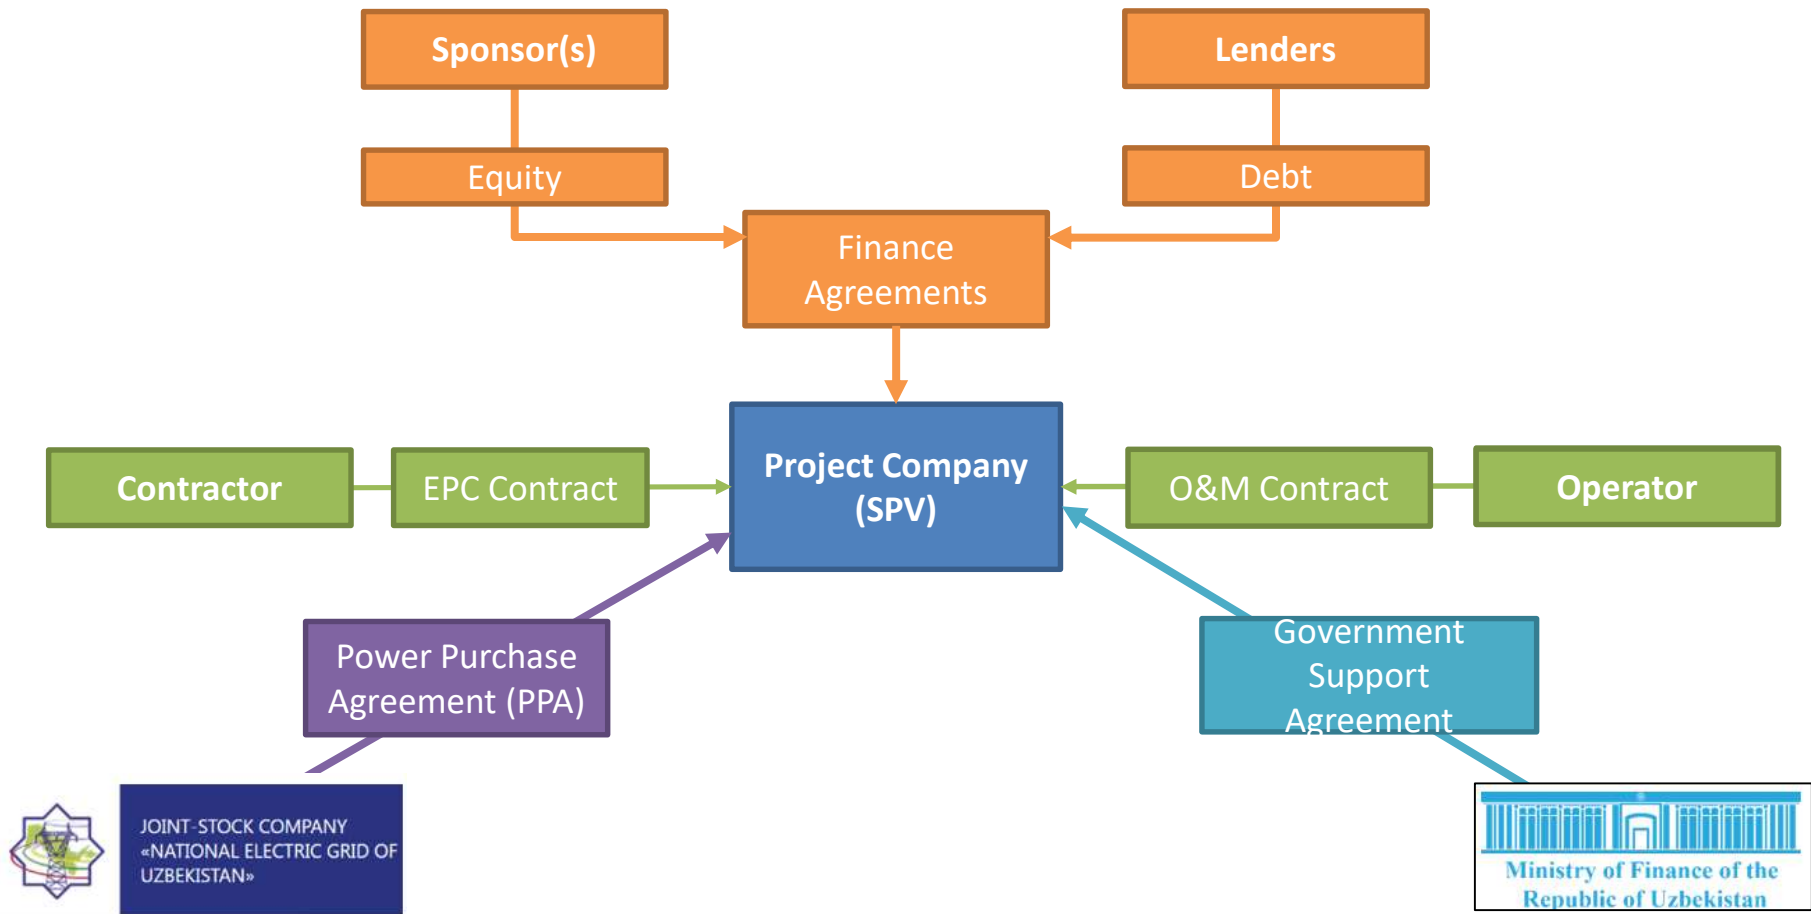 Sponsor(s)
Lenders
Equity
Debt
Finance
Agreements
Project Company
(SPV)
Contractor
EPC Contract
O&M Contract
Operator
Power Purchase
Agreement (PPA)
Government
Support
Agreement
JOINT-STOCK COMPANY
«NATIONAL ELECTRIC GRID OF
UZBEKISTAN»
Ministry of Finance of the
Republic of Uzbekistan